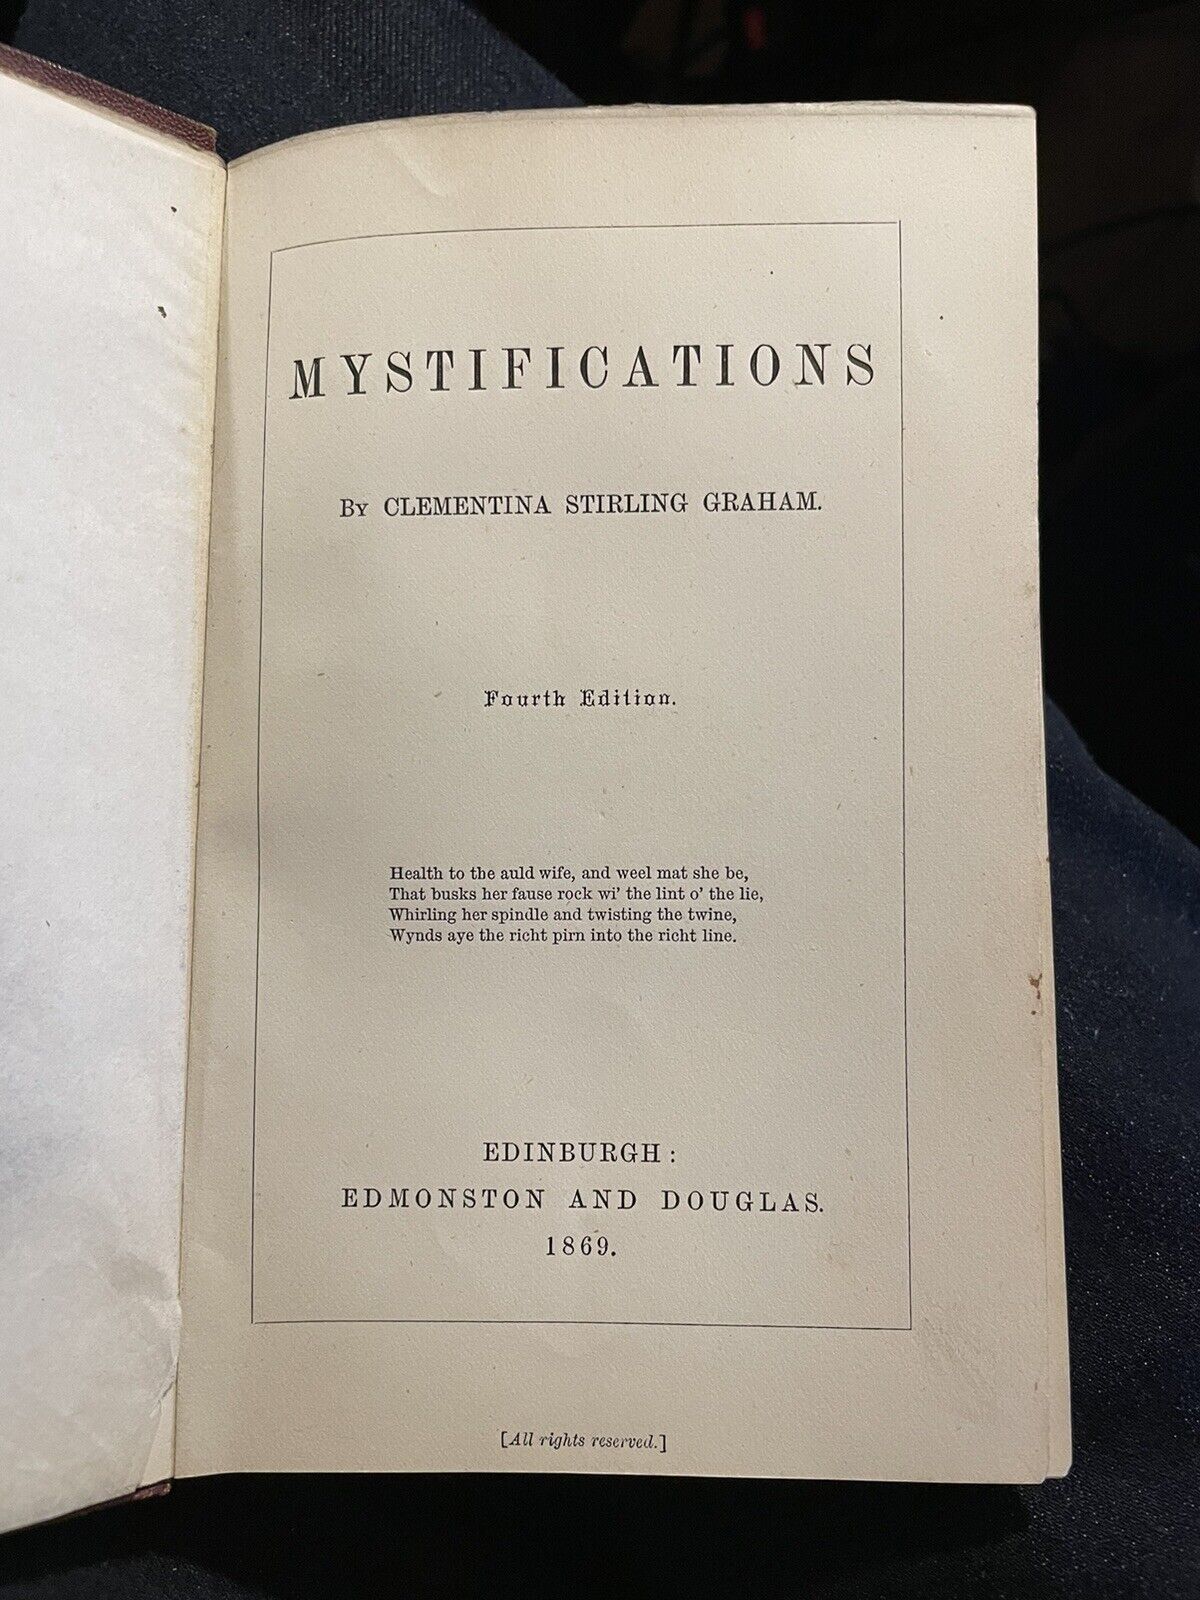 MYSTIFICATIONS
By CLEMENTINA STIRLING GRAHAM.
Fourth Edition.
Health to the auld wife, and weel mat she be,
That busks her fause rock wi' the lint o' the lie,
Whirling her spindle and twisting the twine,
Wynds aye the richt pirn into the richt line.
EDINBURGH:
EDMONSTON AND DOUGLAS.
1869.
[All rights reserved.]